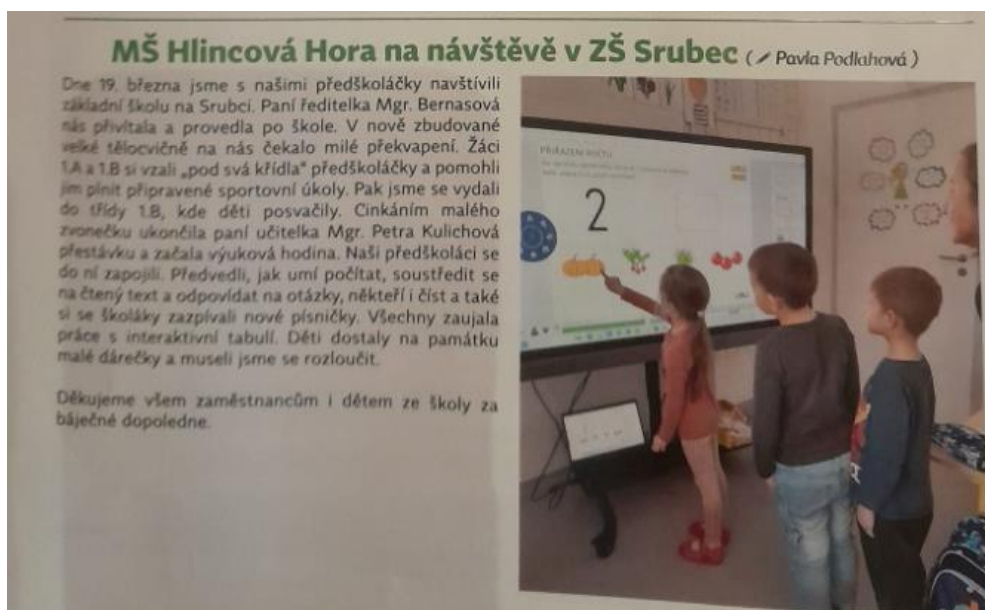 MŠ Hlincová Hora na návštěvě v ZŠ Srubec (Pavla Podlahová)
Dne 19. března jsme s našimi předškoláčky navštívili
základní školu na Srubci. Paní ředitelka Mgr. Bernasová
nás přivítala a provedla po škole. V nově zbudované
velké tělocvičně na nás čekalo milé překvapení. Žáci
1.A a 1.B si vzali „pod svá křídla" předškoláčky a pomohli
jim plnit připravené sportovní úkoly. Pak jsme se vydali
do třídy 1.B, kde děti posvačily. Cinkáním malého
zvonečku ukončila paní učitelka Mgr. Petra Kulichová
přestávku a začala výuková hodina. Naši předškoláci se
do ní zapojili. Předvedli, jak umí počítat, soustředit se
na čtený text a odpovídat na otázky, někteří i číst a také
si se školáky zazpívali nové písničky. Všechny zaujala
práce s interaktivní tabulí. Děti dostaly na památku
malé dárečky a museli jsme se rozloučit.
Děkujeme všem zaměstnancům i dětem ze školy za
báječné dopoledne.
PŘIŘAZENÍ POČTU
2